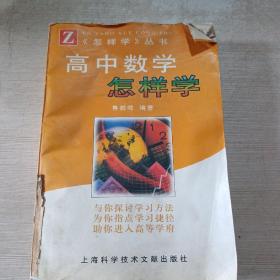 Z
《怎样学》丛书
高中数学
怎样学
编著
与你探讨学习方法
为你指点学习捷径
助你进入高等学府
上海科学技术文献出版社